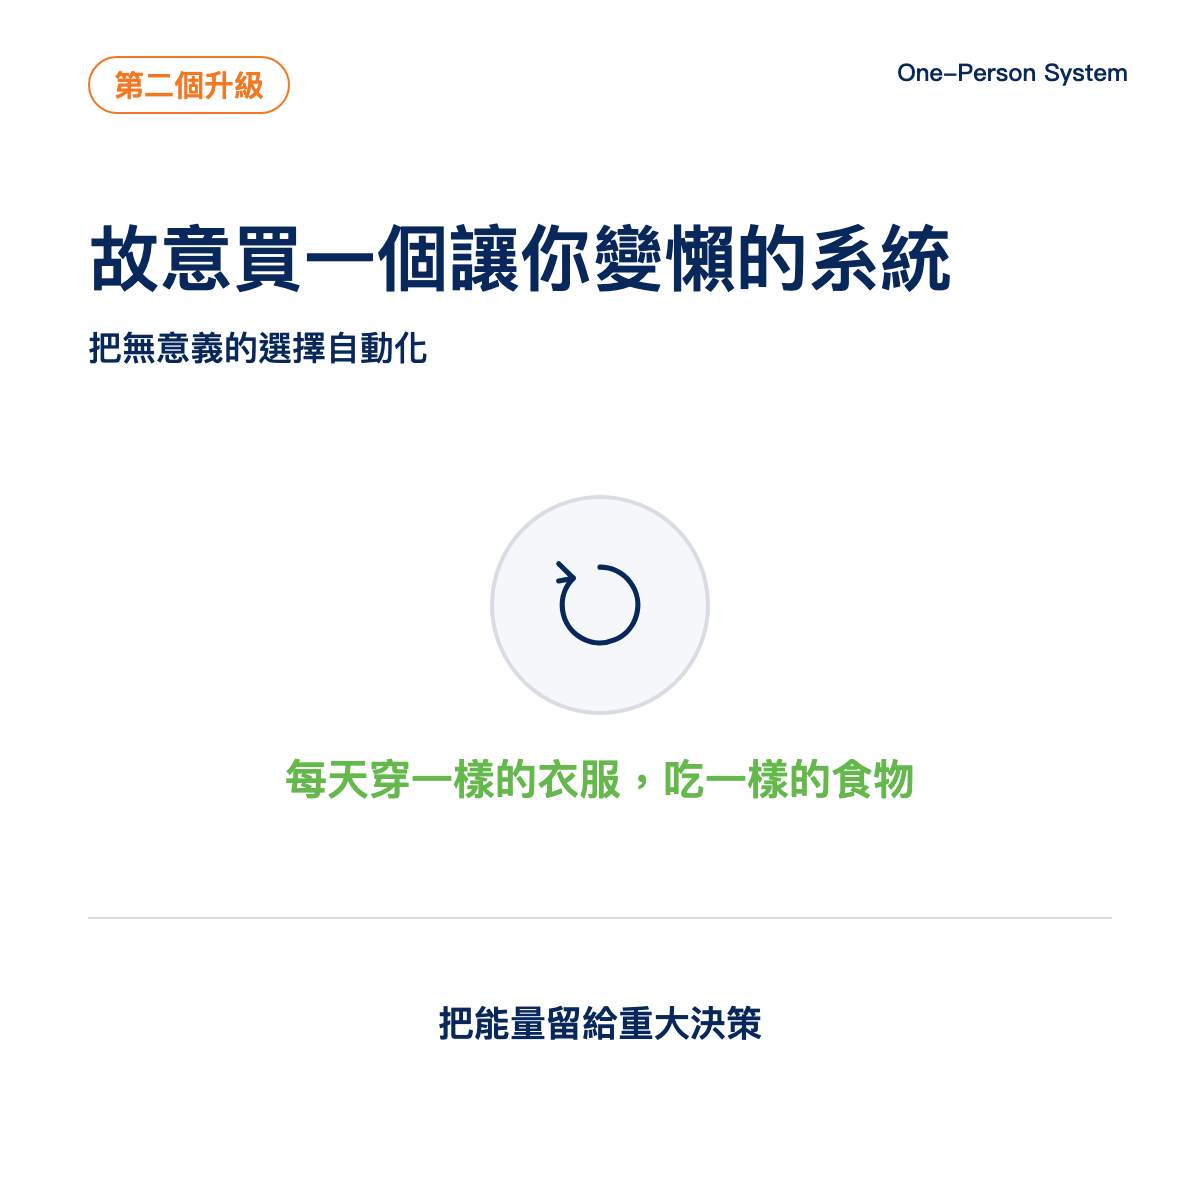 第二個升級
One–Person System
故意買一個讓你變懶的系統
把無意義的選擇自動化
每天穿一樣的衣服，吃一樣的食物
把能量留給重大決策